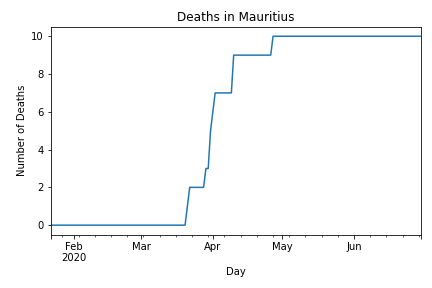 Deaths in Mauritius
Number of Deaths
10
8
6
4
2
0
Feb
2020
Mar
Apr
May
Jun
Day